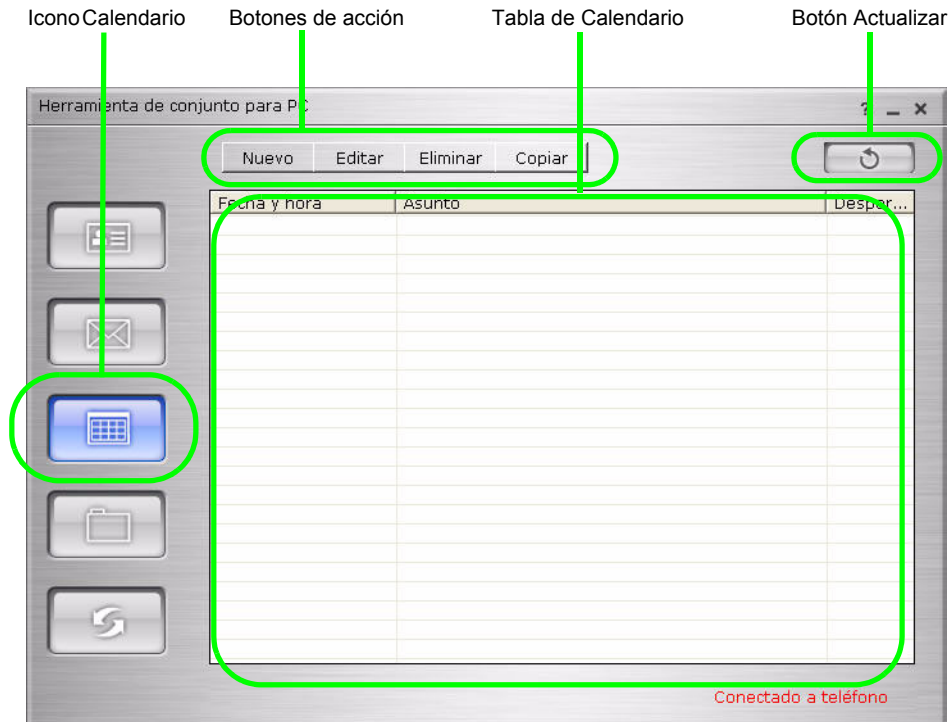 Icono Calendario Botones de acción Tabla de Calendario Botón Actualizar
Herramienta de conjunto para PC ?
Nuevo Editar Eliminar Copiar
Fecha y hora Asunto Desper...
Conectado a teléfono